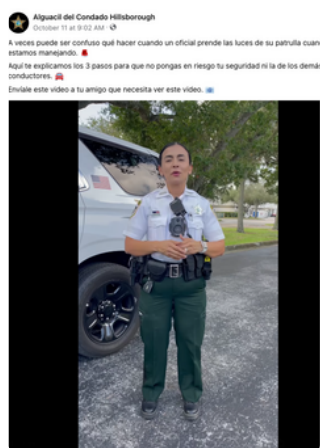 Alguacil del Condado Hillsborough
October 11 at 9:02 AM ·
A veces puede ser confuso qué hacer cuando un oficial prende las luces de su patrulla cuan
estamos manejando.
Aquí te explicamos los 3 pasos para que no pongas en riesgo tu seguridad ni la de los demás
conductores.
Envíale este video a tu amigo que necesita ver este video.